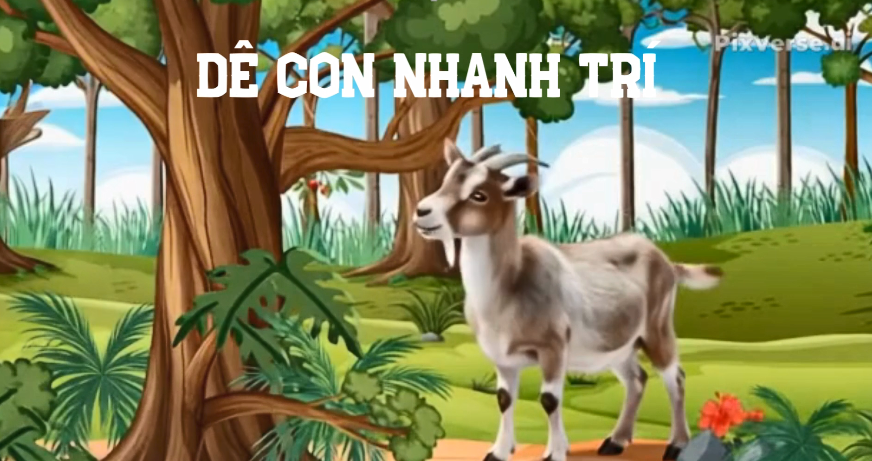 PixVerse.ai
DÊ CON NHANH TRÍ